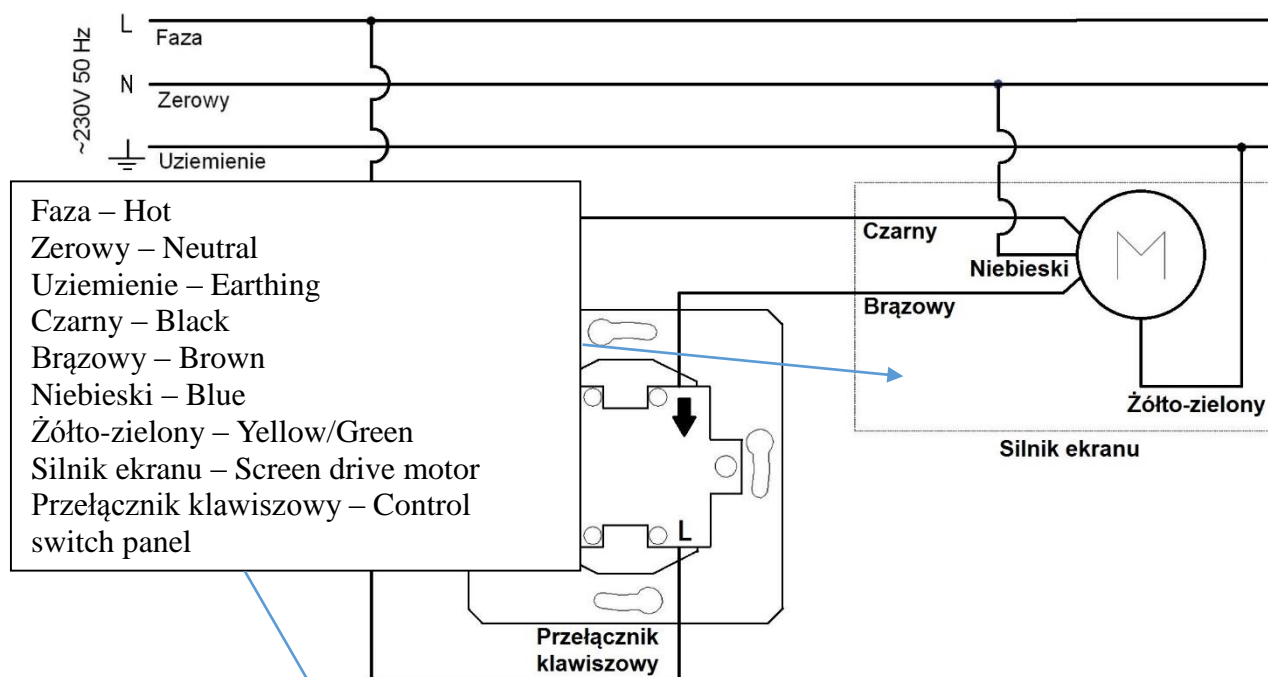 L
Faza
~230V 50 Hz
N
Zerowy
Uziemienie
Faza – Hot
Zerowy – Neutral
Uziemienie – Earthing
Czarny – Black
Brązowy – Brown
Niebieski – Blue
Żółto-zielony – Yellow/Green
Silnik ekranu – Screen drive motor
Przełącznik klawiszowy – Control
switch panel
Czarny
Niebieski
Brązowy
M
Żółto-zielony
Silnik ekranu
L
Przełącznik
klawiszowy